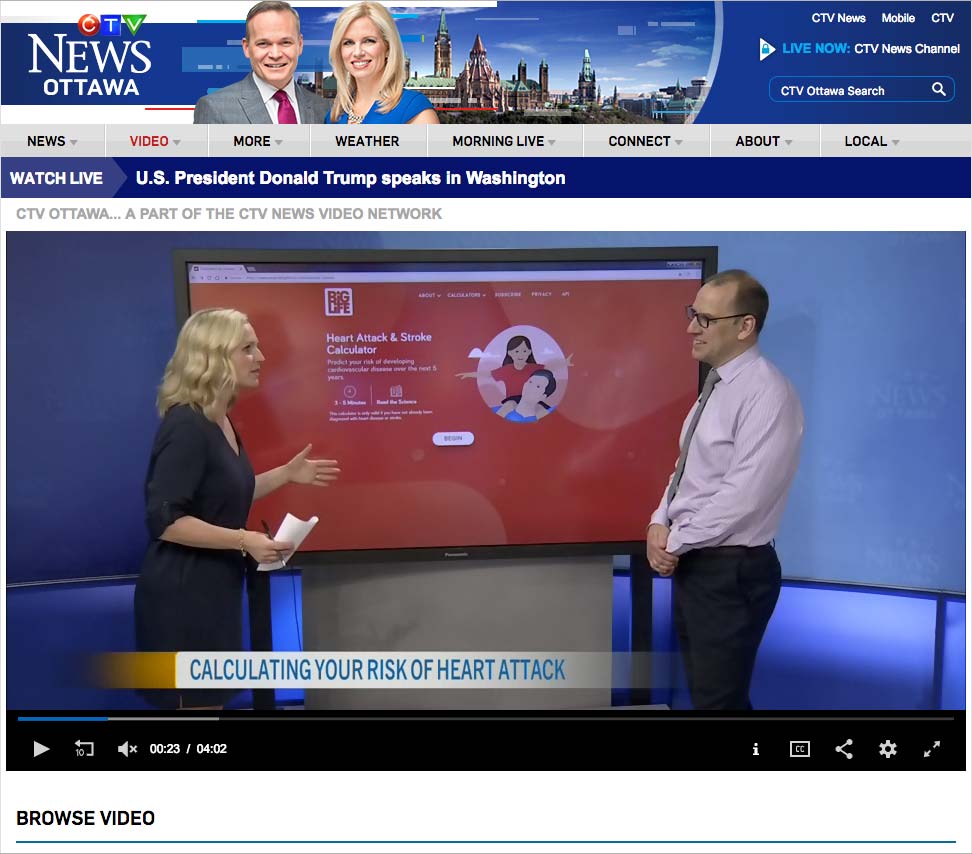 CTV
NEWS
OTTAWA
CTV News Mobile CTV
LIVE NOW: CTV News Channel
CTV Ottawa Search
NEWS VIDEO MORE WEATHER MORNING LIVE CONNECT ABOUT LOCAL
WATCH LIVE U.S. President Donald Trump speaks in Washington
CTV OTTAWA... A PART OF THE CTV NEWS VIDEO NETWORK
BIG
LIFE
ABOUT CALCULATORS SUBSCRIBE PRIVACY API
Heart Attack & Stroke
Calculator
Predict your risk of developing
cardiovascular disease over the next 5
years.
3 - 5 Minutes Read the Science
This calculator is only valid if you have not already been
diagnosed with heart disease or stroke.
BEGIN
Panasonic
CALCULATING YOUR RISK OF HEART ATTACK
10 00:23 / 04:02 i CC
BROWSE VIDEO